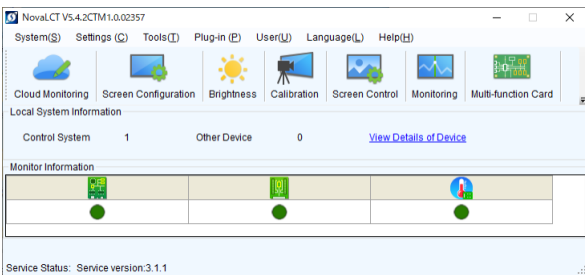 NovaLCT V5.4.2CTM1.0.02357
System(S) Settings (C) Tools(T) Plug-in (P) User(U) Language(L) Help(H)
Cloud Monitoring Screen Configuration Brightness Calibration Screen Control Monitoring Multi-function Card
Local System Information
Control System 1 Other Device 0 View Details of Device
Monitor Information
Service Status: Service version:3.1.1